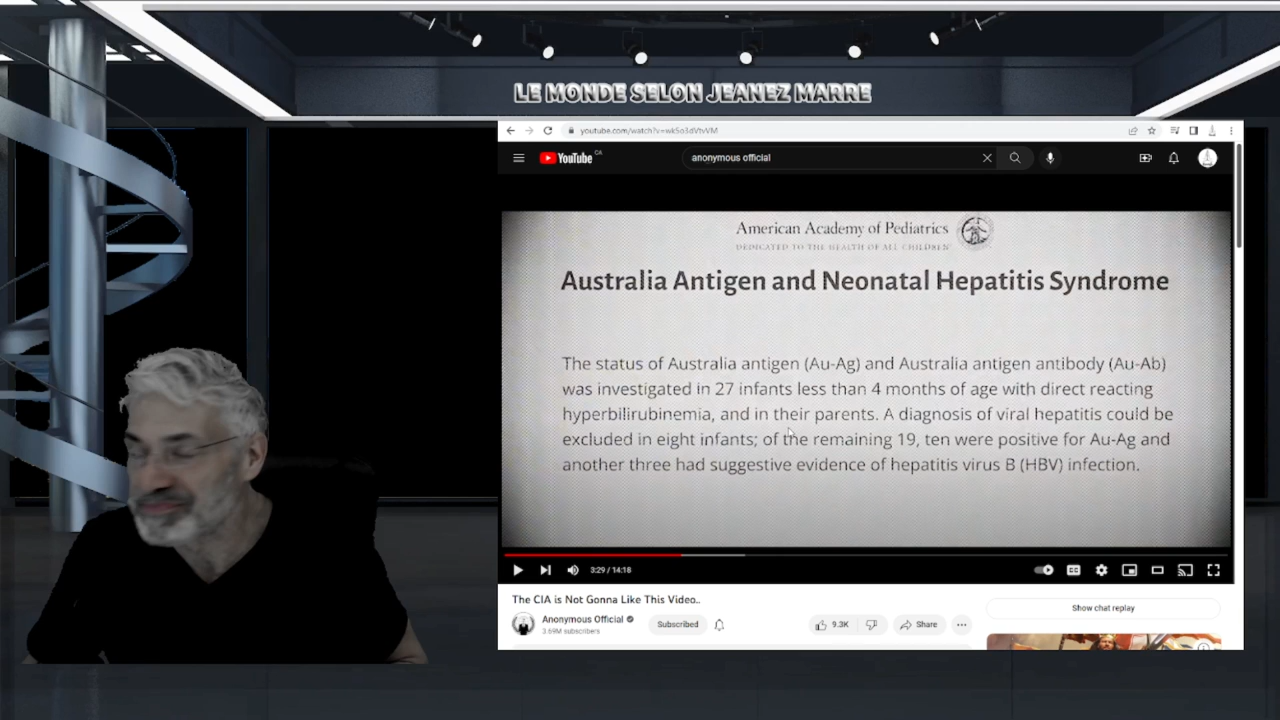 LE MONDE SELON JEANEZ MARRE
youtube.com/watch?v=wkSo3dVtvVM
YouTube CA
anonymous official
American Academy of Pediatrics
DEDICATED TO THE HEALTH OF ALL CHILDREN
Australia Antigen and Neonatal Hepatitis Syndrome
The status of Australia antigen (Au-Ag) and Australia antigen antibody (Au-Ab)
was investigated in 27 infants less than 4 months of age with direct reacting
hyperbilirubinemia, and in their parents. A diagnosis of viral hepatitis could be
excluded in eight infants; of the remaining 19, ten were positive for Au-Ag and
another three had suggestive evidence of hepatitis virus B (HBV) infection.
3:29 / 14:18
The CIA is Not Gonna Like This Video..
Show chat replay
Anonymous Official
3.69M subscribers
Subscribed
9.3K
Share